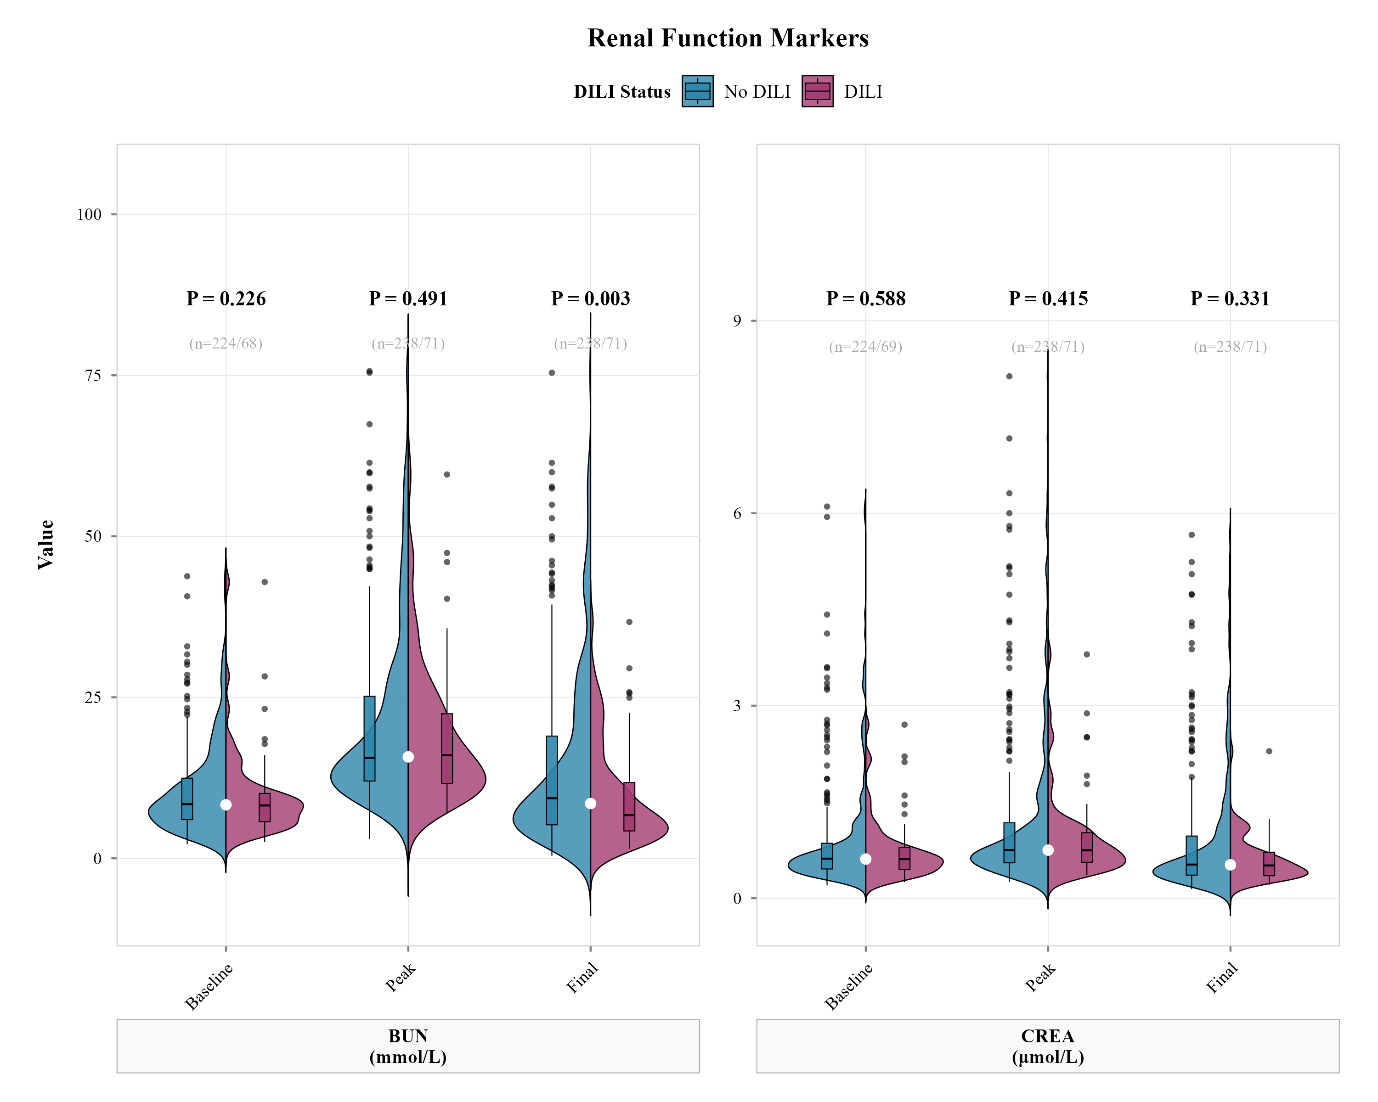 Renal Function Markers
DILI Status No DILI DILI
Value
100
75
50
25
0
P = 0.226 P = 0.491 P = 0.003
(n=224/68) (n=238/71) (n=238/71)
Baseline Peak Final
BUN
(mmol/L)
9
6
3
0
P = 0.588 P = 0.415 P = 0.331
(n=224/69) (n=238/71) (n=238/71)
Baseline Peak Final
CREA
(μmol/L)